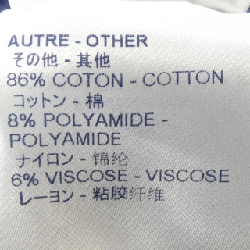 AUTRE - OTHER
その他 - 其他
86% COTON - COTTON
コットン - 棉
8% POLYAMIDE -
POLYAMIDE
ナイロン - 锦纶
6% VISCOSE - VISCOSE
レーヨン - 粘胶纤维